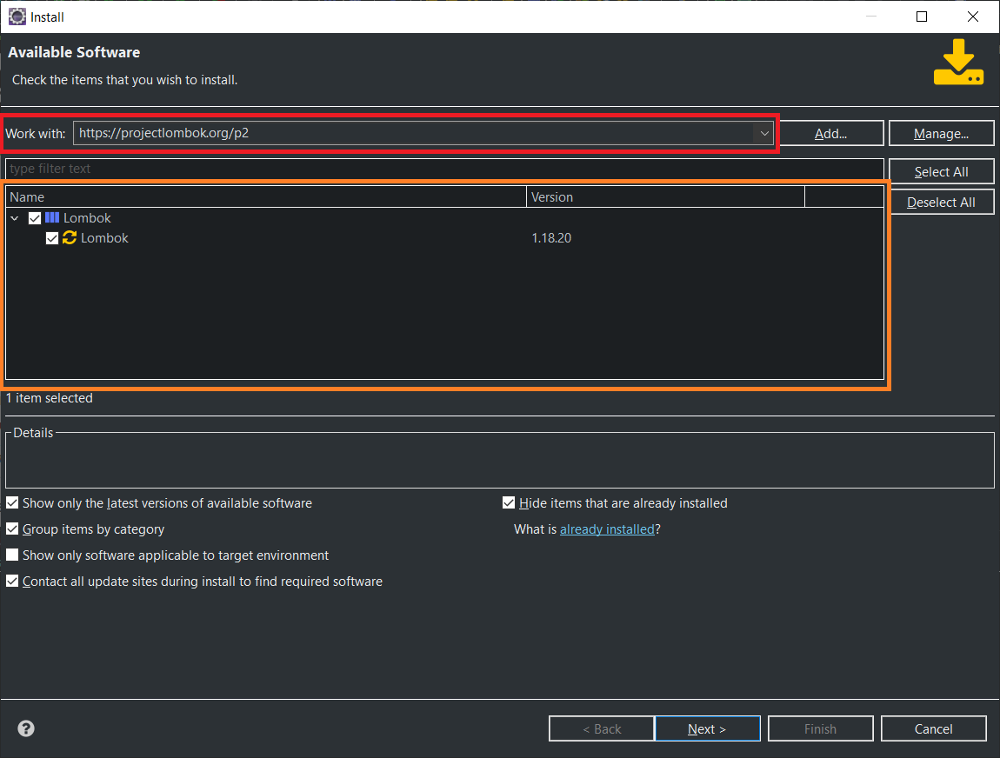 Install
Available Software
Check the items that you wish to install.
Work with: https://projectlombok.org/p2 Add... Manage...
type filter text Select All
Name Version Deselect All
Lombok
Lombok 1.18.20
1 item selected
Details
Show only the latest versions of available software Hide items that are already installed
Group items by category What is already installed?
Show only software applicable to target environment
Contact all update sites during install to find required software
? < Back Next > Finish Cancel